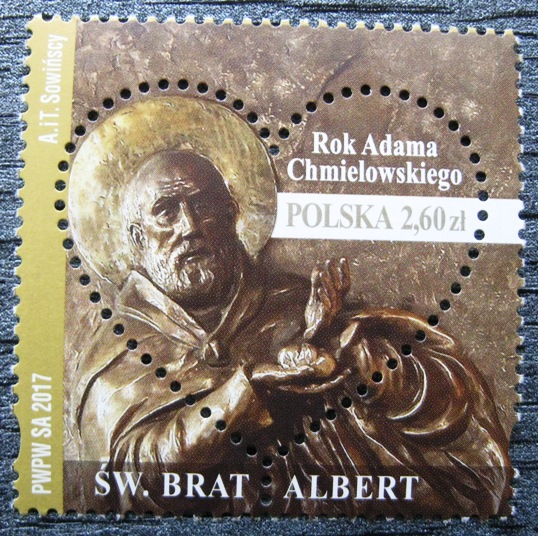 A.i T. Sowińscy
Rok Adama
Chmielowskiego
POLSKA 2,60 zł
PWPW SA 2017
ŚW. BRAT ALBERT